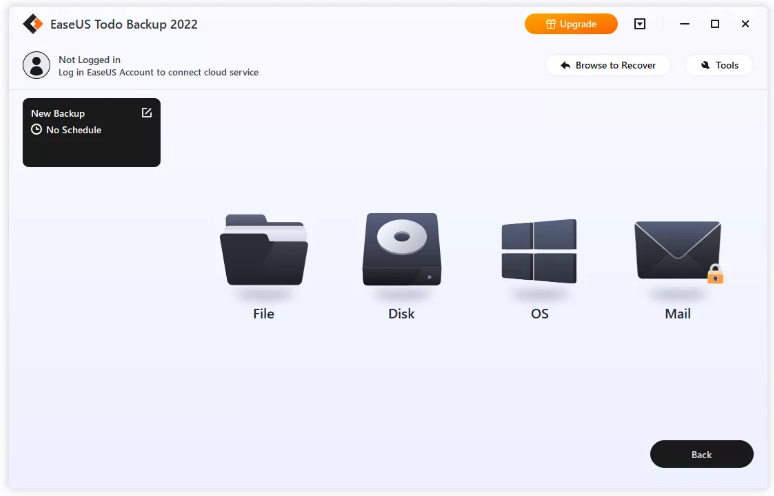 EaseUS Todo Backup 2022
Upgrade
Not Logged in
Log in EaseUS Account to connect cloud service
Browse to Recover
Tools
New Backup
No Schedule
File
Disk
OS
Mail
Back